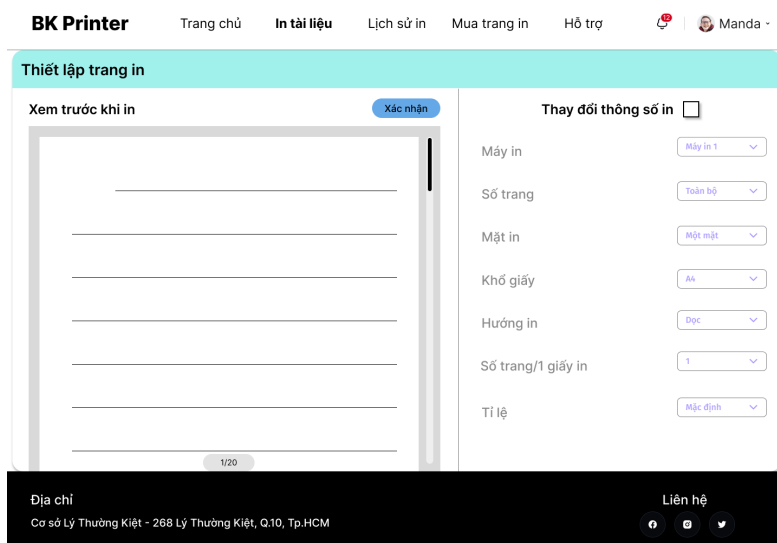 BK Printer
Trang chủ
In tài liệu
Lịch sử in
Mua trang in
Hỗ trợ
12
Manda
Thiết lập trang in
Xem trước khi in
Xác nhận
1/20
Thay đổi thông số in
Máy in
Máy in 1
Số trang
Toàn bộ
Mặt in
Một mặt
Khổ giấy
A4
Hướng in
Dọc
Số trang/1 giấy in
1
Tỉ lệ
Mặc định
Địa chỉ
Cơ sở Lý Thường Kiệt - 268 Lý Thường Kiệt, Q.10, Tp.HCM
Liên hệ